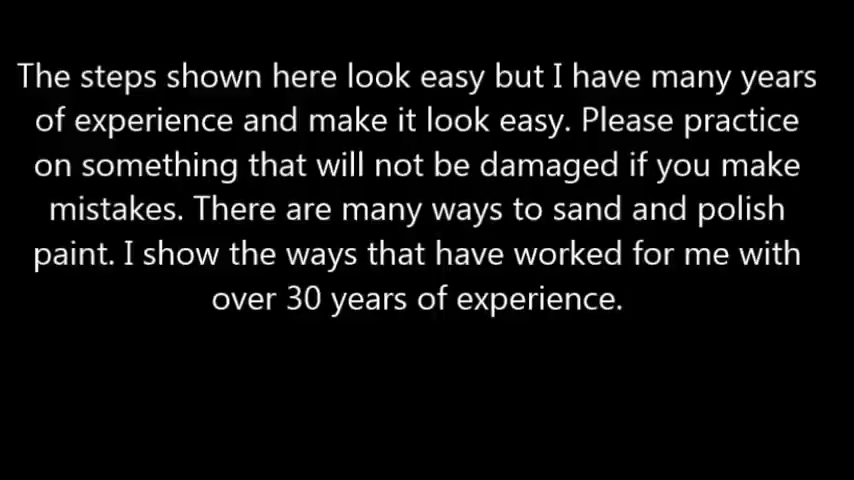 The steps shown here look easy but I have many years
of experience and make it look easy. Please practice
on something that will not be damaged if you make
mistakes. There are many ways to sand and polish
paint. I show the ways that have worked for me with
over 30 years of experience.